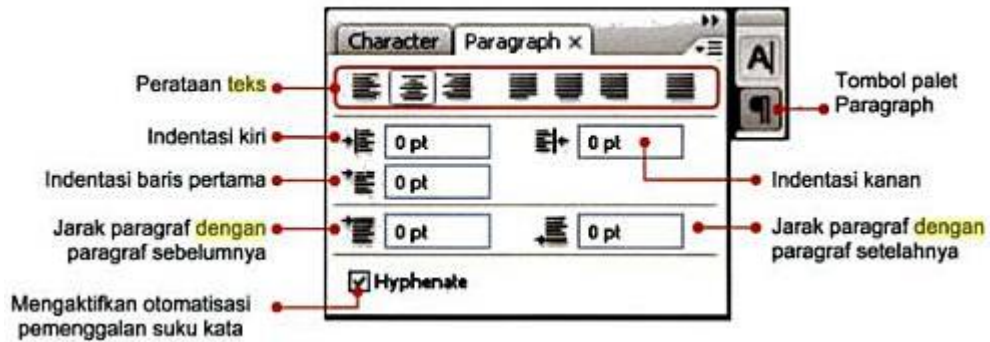 Character Paragraph ×
Perataan teks
Tombol palet
Paragraph
Indentasi kiri
0 pt
0 pt
Indentasi baris pertama
0 pt
Indentasi kanan
Jarak paragraf dengan
paragraf sebelumnya
0 pt
0 pt
Jarak paragraf dengan
paragraf setelahnya
Hyphenate
Mengaktifkan otomatisasi
pemenggalan suku kata